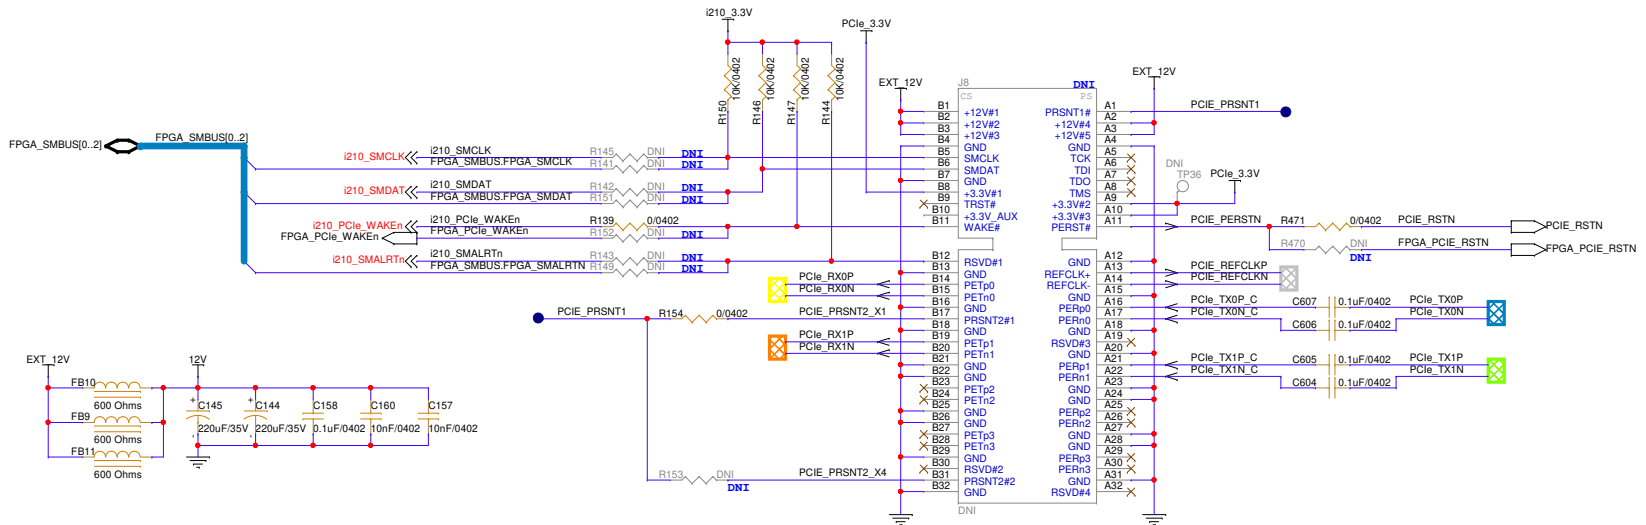 i210_3.3V
PCIe_3.3V
R150
10K/0402
R146
10K/0402
R147
10K/0402
R144
10K/0402
FPGA_SMBUS[0..2]
FPGA_SMBUS[0..2]
i210_SMCLK
i210_SMCLK
R145
DNI
DNI
FPGA_SMBUS.FPGA_SMCLK
R141
DNI
i210_SMDAT
i210_SMDAT
R142
DNI
DNI
FPGA_SMBUS.FPGA_SMDAT
R151
DNI
i210_PCIe_WAKEn
i210_PCIe_WAKEn
R139
0/0402
FPGA_PCIe_WAKEn
FPGA_PCIe_WAKEn
R152
DNI
DNI
i210_SMALRTn
i210_SMALRTn
R143
DNI
DNI
FPGA_SMBUS.FPGA_SMALRTN
R149
DNI
PCIE_PRSNT1
R154
0/0402
PCIE_PRSNT2_X1
R153
DNI
DNI
PCIE_PRSNT2_X4
PCIe_RX0P
PCIe_RX0N
PCIe_RX1P
PCIe_RX1N
EXT_12V
12V
FB10
600 Ohms
FB9
600 Ohms
FB11
600 Ohms
+
C145
220uF/35V
-
+
C144
220uF/35V
-
C158
0.1uF/0402
C160
10nF/0402
C157
10nF/0402
EXT_12V
J8
DNI
CS
PS
B1 +12V#1
B2 +12V#2
B3 +12V#3
B4 GND
B5 SMCLK
B6 SMDAT
B7 GND
B8 +3.3V#1
B9 TRST#
B10 +3.3V_AUX
B11 WAKE#
B12 RSVD#1
B13 GND
B14 PETp0
B15 PETn0
B16 GND
B17 PRSNT2#1
B18 GND
B19 PETp1
B20 PETn1
B21 GND
B22 GND
B23 PETp2
B24 PETn2
B25 GND
B26 GND
B27 PETp3
B28 PETn3
B29 GND
B30 RSVD#2
B31 PRSNT2#2
B32 GND
DNI
PRSNT1# A1
+12V#4 A2
+12V#5 A3
GND A4
TCK A5
TDI A6
TDO A7
TMS A8
+3.3V#2 A9
+3.3V#3 A10
PERST# A11
GND A12
REFCLK+ A13
REFCLK- A14
GND A15
PERp0 A16
PERn0 A17
GND A18
RSVD#3 A19
GND A20
PERp1 A21
PERn1 A22
GND A23
GND A24
PERp2 A25
PERn2 A26
GND A27
GND A28
PERp3 A29
PERn3 A30
GND A31
RSVD#4 A32
EXT_12V
PCIE_PRSNT1
DNI
TP36
PCIe_3.3V
PCIE_PERSTN
R471
0/0402
PCIE_RSTN
PCIE_RSTN
R470
DNI
DNI
FPGA_PCIE_RSTN
FPGA_PCIE_RSTN
PCIE_REFCLKP
PCIE_REFCLKN
PCIe_TX0P_C
C607
0.1uF/0402
PCIe_TX0P
PCIe_TX0N_C
C606
0.1uF/0402
PCIe_TX0N
PCIe_TX1P_C
C605
0.1uF/0402
PCIe_TX1P
PCIe_TX1N_C
C604
0.1uF/0402
PCIe_TX1N